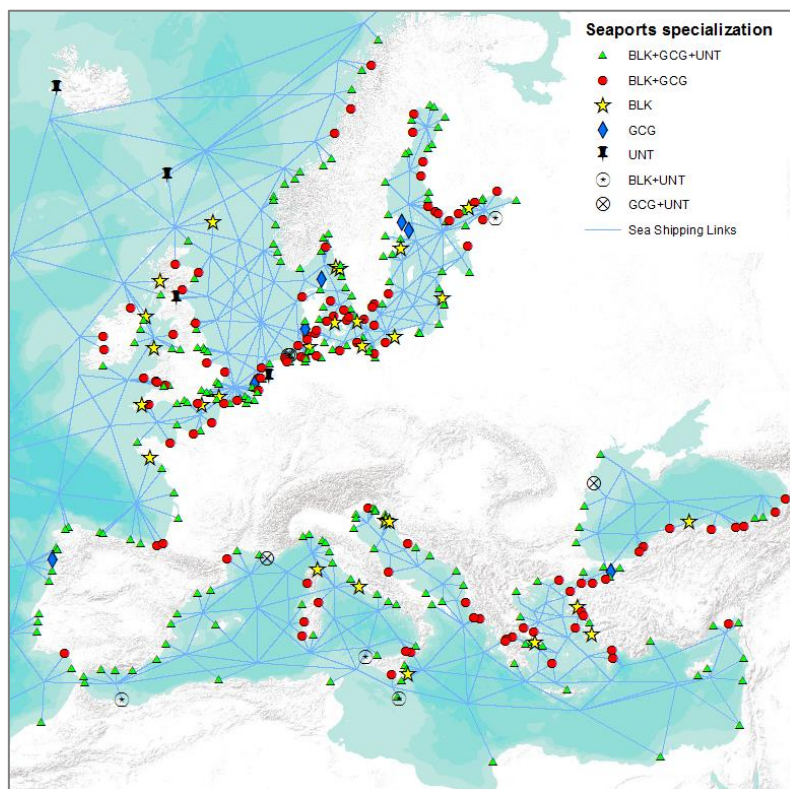 Seaports specialization
BLK+GCG+UNT
BLK+GCG
BLK
GCG
UNT
BLK+UNT
GCG+UNT
Sea Shipping Links